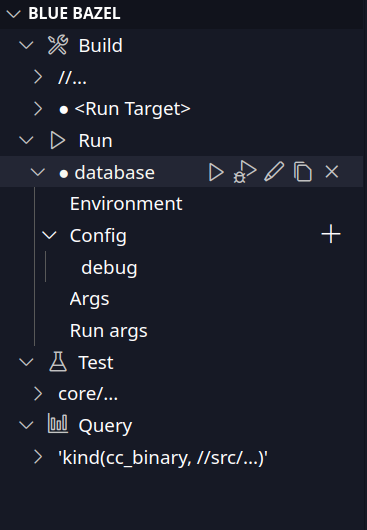 BLUE BAZEL
Build
//...
● <Run Target>
Run
● database
Environment
Config
debug
Args
Run args
Test
core/...
Query
'kind(cc_binary, //src/...)'